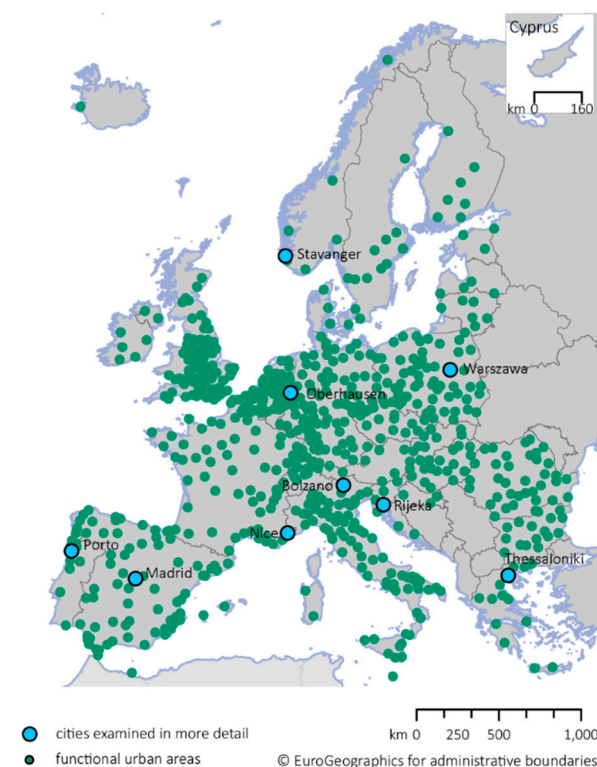 Cyprus
km 0 160
Stavanger
Warszawa
Oberhausen
Bolzano
Rijeka
Nice
Porto
Madrid
Thessaloniki
cities examined in more detail
functional urban areas
km 0 250 500 1,000
© EuroGeographics for administrative boundaries